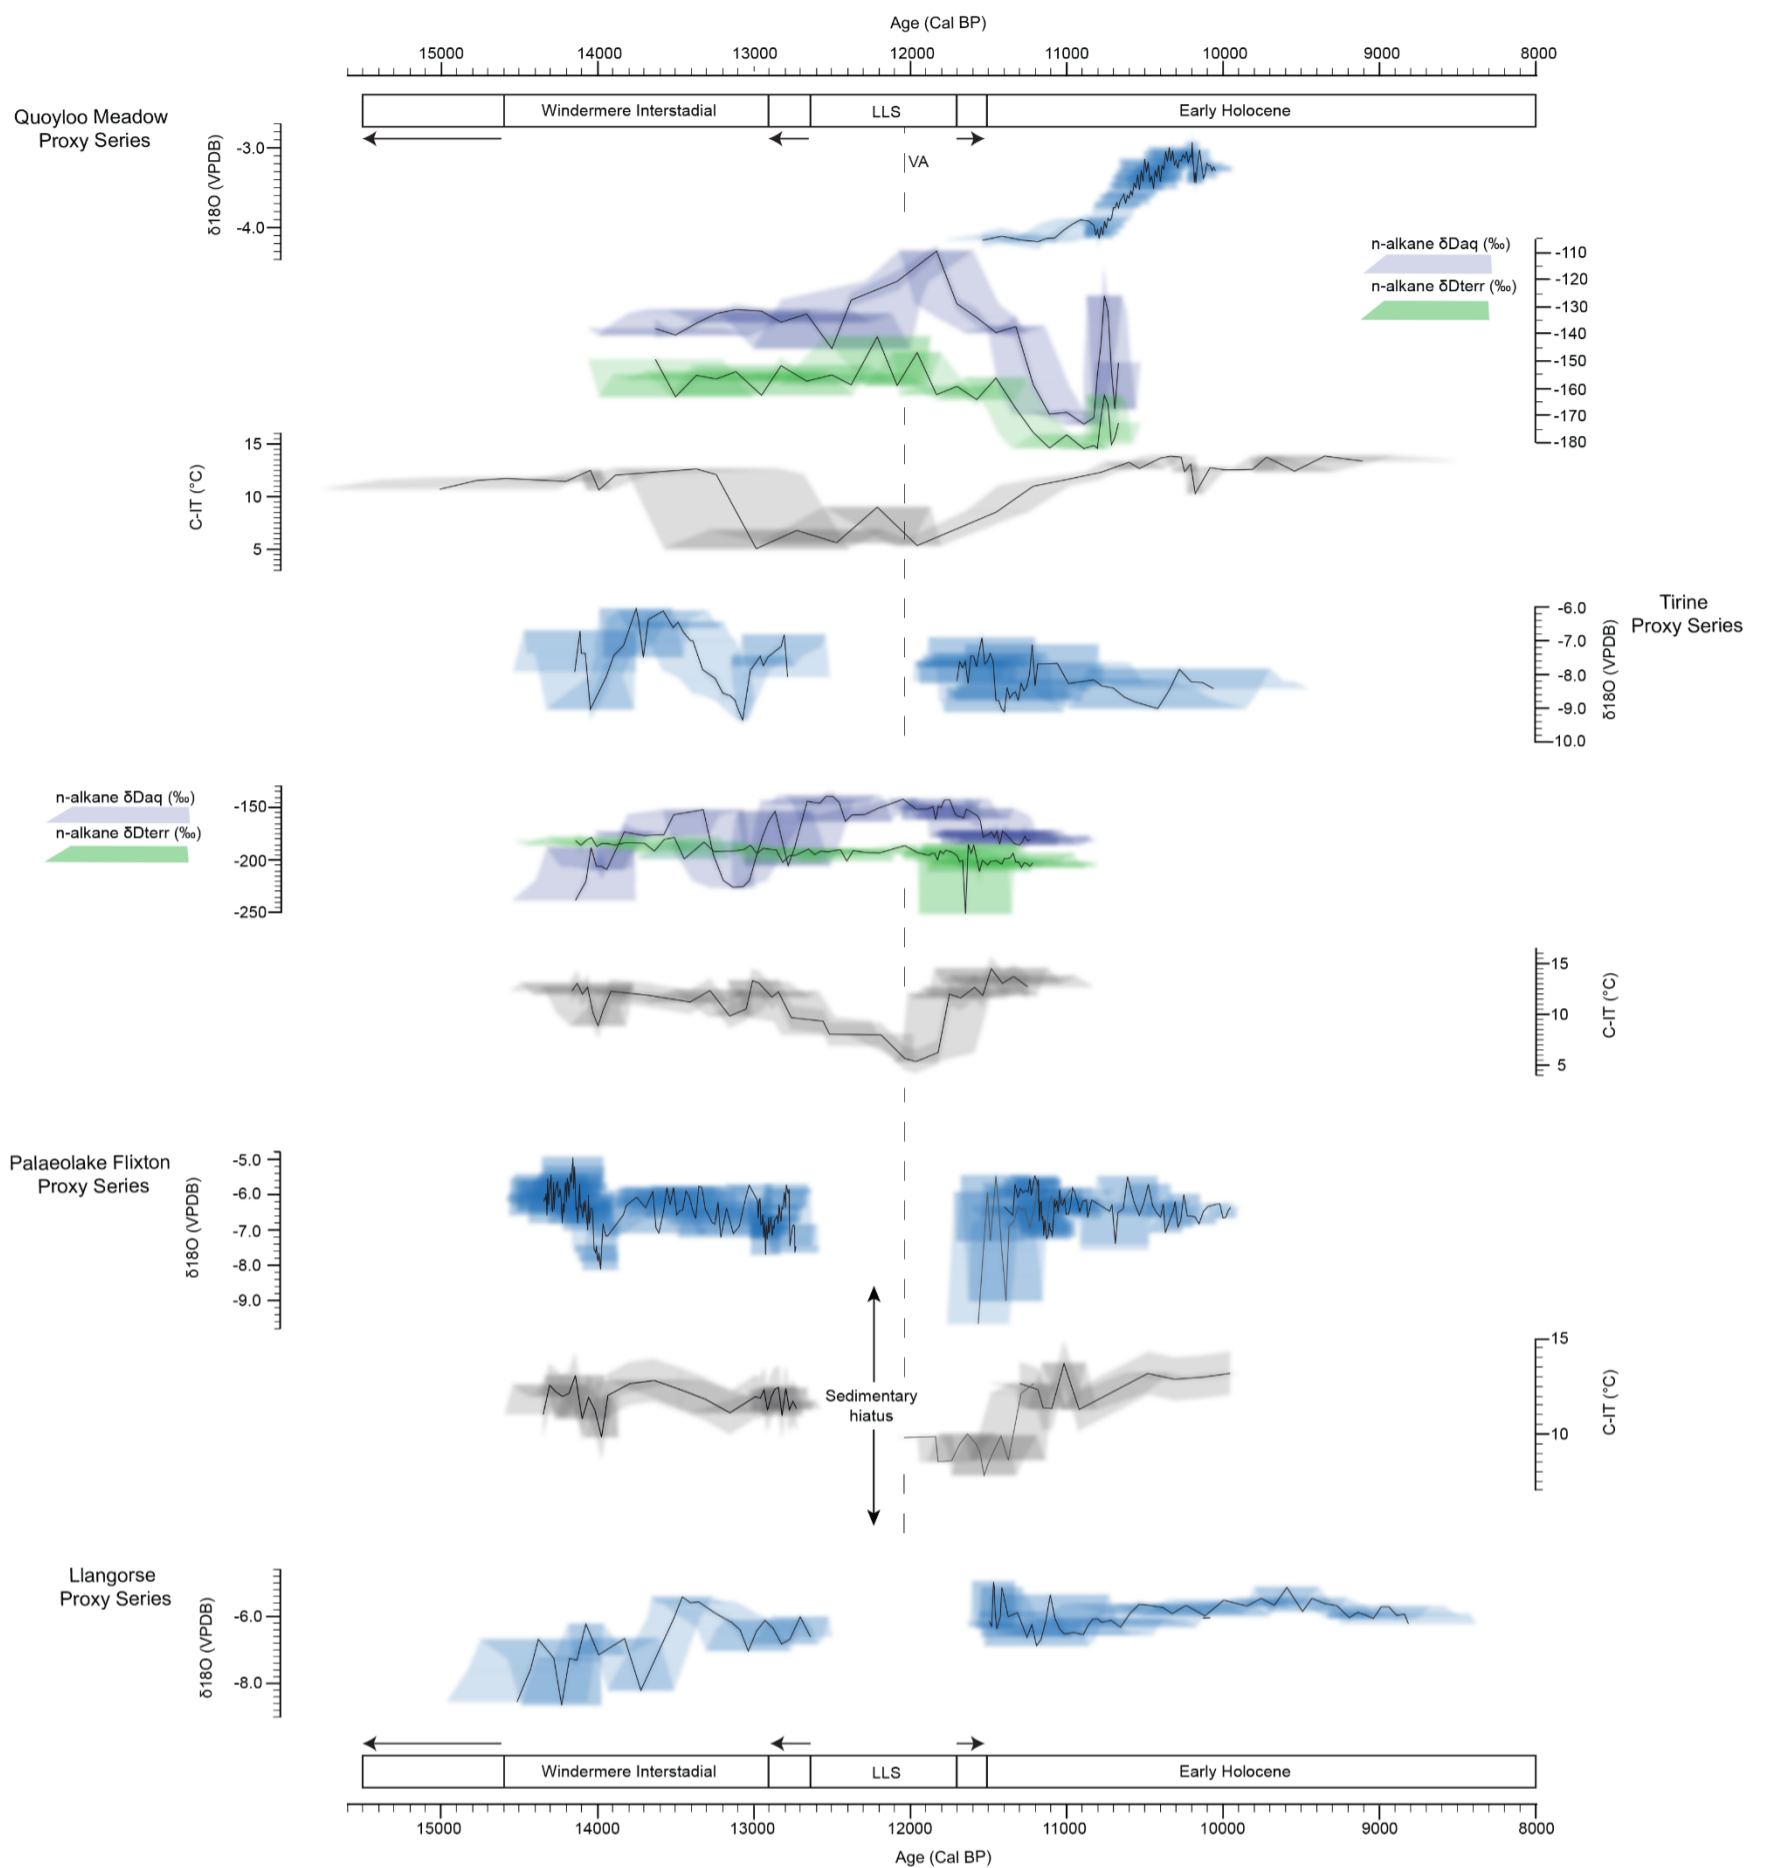 Age (Cal BP)
15000 14000 13000 12000 11000 10000 9000 8000
Windermere Interstadial LLS Early Holocene
Quoyloo Meadow
Proxy Series
VA
δ18O (VPDB)
-3.0
-4.0
n-alkane δDaq (‰)
n-alkane δDterr (‰)
-110
-120
-130
-140
-150
-160
-170
-180
C-IT (°C)
15
10
5
Tirine
Proxy Series
δ18O (VPDB)
-6.0
-7.0
-8.0
-9.0
-10.0
n-alkane δDaq (‰)
n-alkane δDterr (‰)
-150
-200
-250
C-IT (°C)
15
10
5
Palaeolake Flixton
Proxy Series
δ18O (VPDB)
-5.0
-6.0
-7.0
-8.0
-9.0
Sedimentary
hiatus
C-IT (°C)
15
10
Llangorse
Proxy Series
δ18O (VPDB)
-6.0
-8.0
Windermere Interstadial LLS Early Holocene
15000 14000 13000 12000 11000 10000 9000 8000
Age (Cal BP)